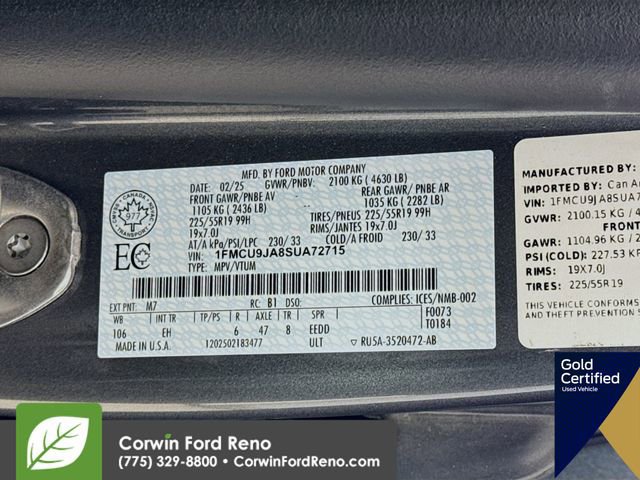 MFD. BY FORD MOTOR COMPANY
02/25 GVWR/PNBV: 2100 KG ( 4630 LB)
FRONT GAWR/PNBE AV REAR GAWR/ PNBE AR
1105 KG ( 2436 LB) 1035 KG ( 2282 LB)
225/55R19 99H TIRES/PNEUS 225/55R19 99H
19x7.0J RIMS/JANTES 19x7.0J
AT/A kPa/PSI/LPC 230/ 33 COLD/A FROID 230/ 33
VIN: 1FMCU9JA8SUA72715
TYPE: MPV/VTUM
CANADA
977
TRANSPORT
EC
EXT PNT: M7 RC: B1 DSO: COMPLIES: ICES/NMB-002
WB INT TR TP/PS R AXLE TR SPR F0073
106 EH 6 47 8 EEDD T0184
MADE IN U.S.A. 1202502183477 ULT RU5A-3520472-AB
MANUFACTURED BY:
IMPORTED BY: Can A
VIN: 1FMCU9JA8SUA7
GVWR: 2100.15 KG
FRONT
GAWR: 1104.96 KG
PSI (COLD): 227.53 KP
RIMS: 19X7.0J
TIRES: 225/55R19
THIS VEHICLE CONFORMS
AND THEFT PREVENTION S
Gold
Certified
Used Vehicle
Corwin Ford Reno
(775) 329-8800 • CorwinFordReno.com